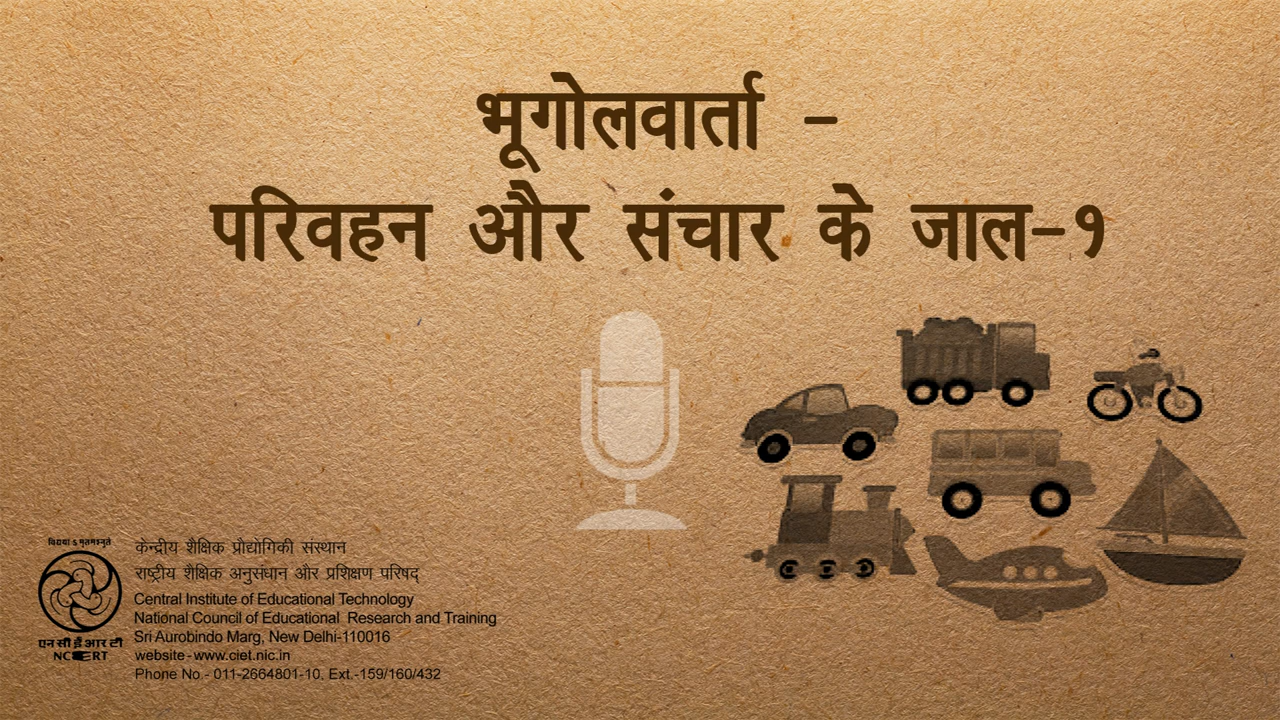 भूगोलवार्ता -
परिवहन और संचार के जाल-१
विद्यया ऽ मृतमश्नुते
एन सी ई आर टी
NCERT
केन्द्रीय शैक्षिक प्रौद्योगिकी संस्थान
राष्ट्रीय शैक्षिक अनुसंधान और प्रशिक्षण परिषद्
Central Institute of Educational Technology
National Council of Educational Research and Training
Sri Aurobindo Marg, New Delhi-110016
website-www.ciet.nic.in
Phone No.- 011-2664801-10, Ext.-159/160/432